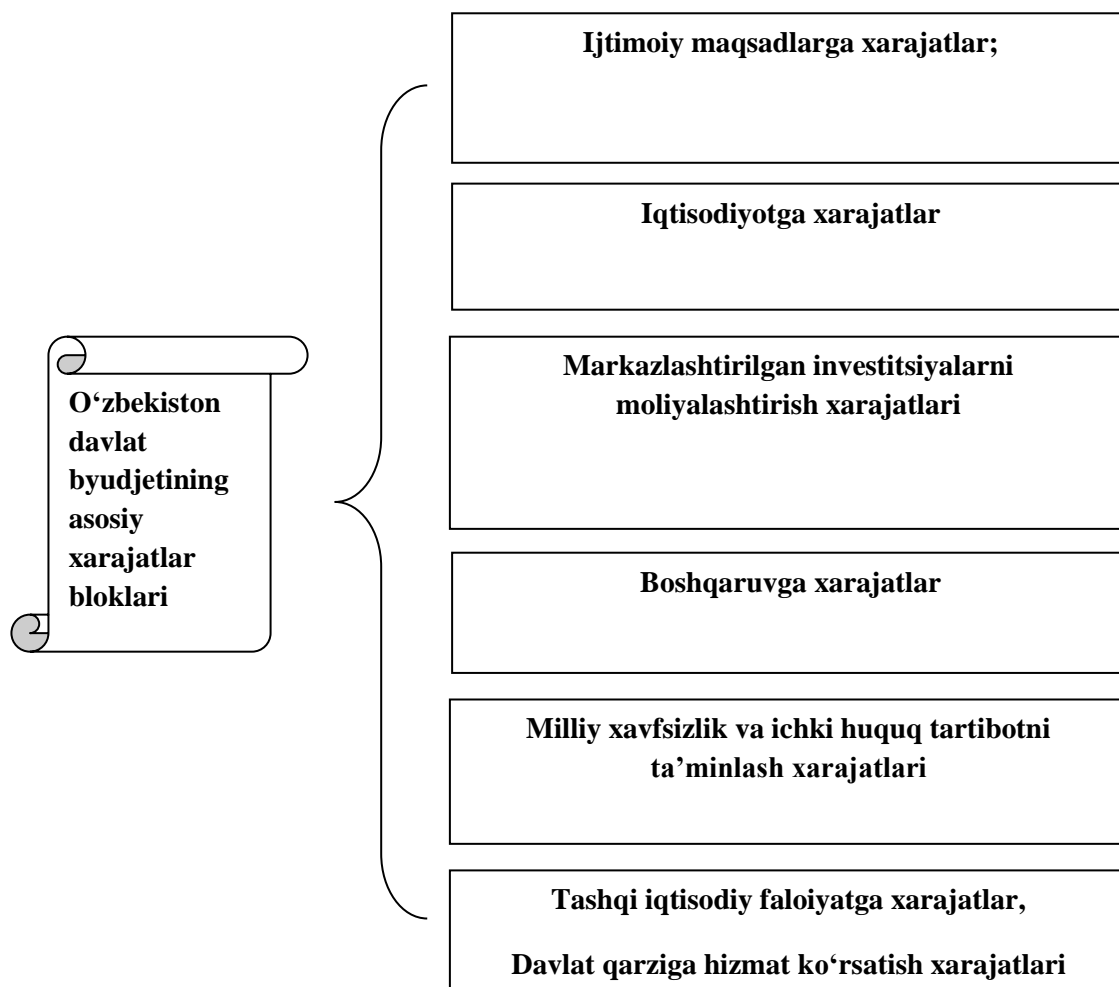 O‘zbekiston
davlat
byudjetining
asosiy
xarajatlar
bloklari
Ijtimoiy maqsadlarga xarajatlar;
Iqtisodiyotga xarajatlar
Markazlashtirilgan investitsiyalarni
moliyalashtirish xarajatlari
Boshqaruvga xarajatlar
Milliy xavfsizlik va ichki huquq tartibotni
ta’minlash xarajatlari
Tashqi iqtisodiy faloiyatga xarajatlar,
Davlat qarziga hizmat ko‘rsatish xarajatlari